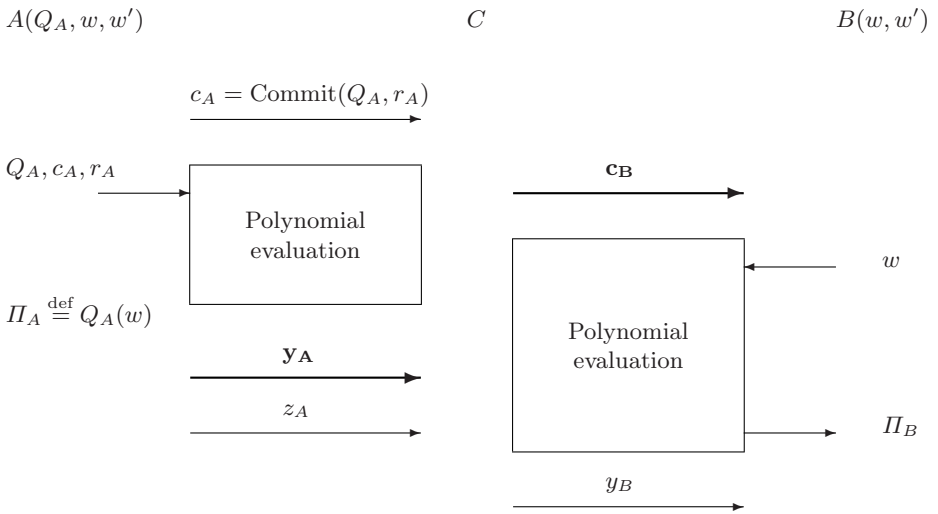 A(Q_A, w, w′) C B(w, w′)
c_A = Commit(Q_A, r_A)
Q_A, c_A, r_A
c_B
Polynomial
evaluation
w
Π_A def= Q_A(w)
Polynomial
evaluation
y_A
z_A
Π_B
y_B